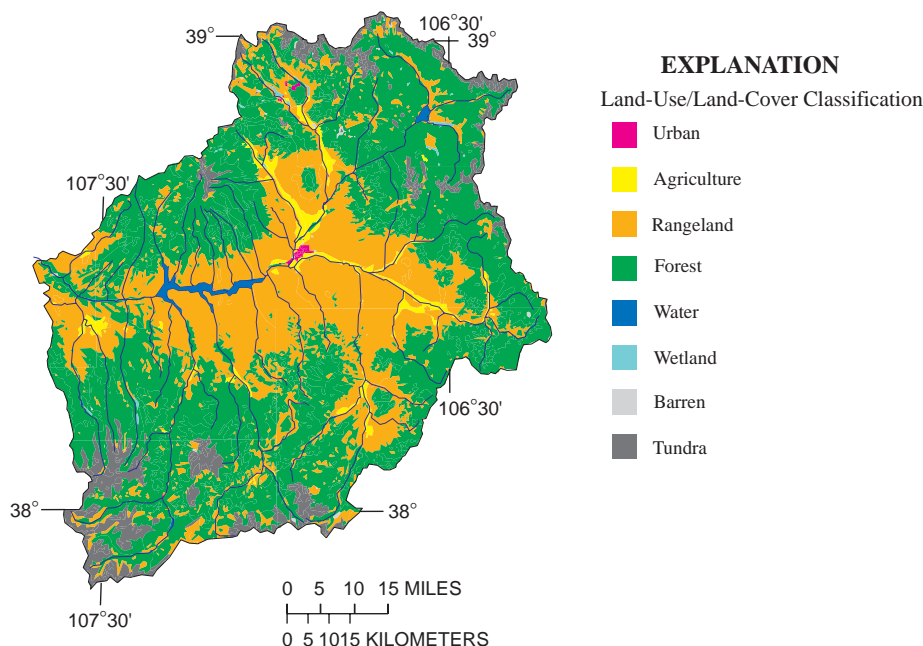 106°30'
39°
39°
107°30'
106°30'
38°
38°
107°30'
0 5 10 15 MILES
0 5 1015 KILOMETERS
EXPLANATION
Land-Use/Land-Cover Classification
Urban
Agriculture
Rangeland
Forest
Water
Wetland
Barren
Tundra